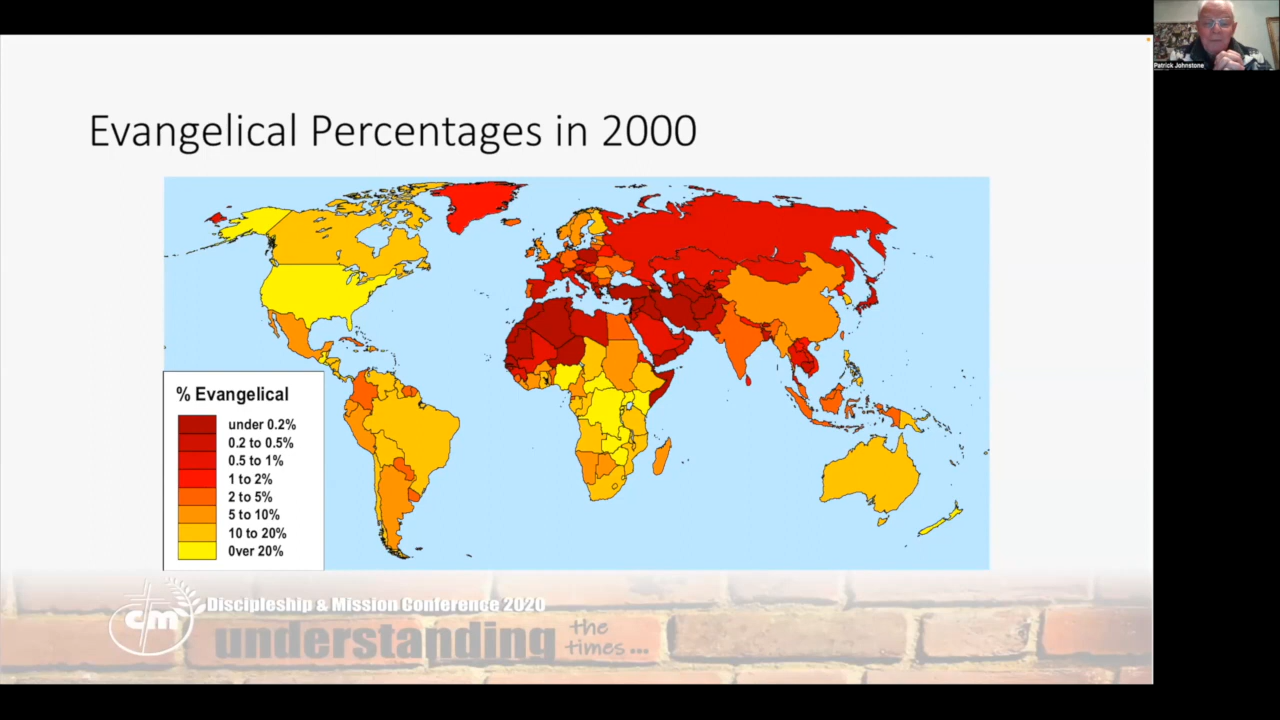 Patrick Johnstone
Evangelical Percentages in 2000
% Evangelical
under 0.2%
0.2 to 0.5%
0.5 to 1%
1 to 2%
2 to 5%
5 to 10%
10 to 20%
Over 20%
cm
Discipleship & Mission Conference 2020
understanding the times...